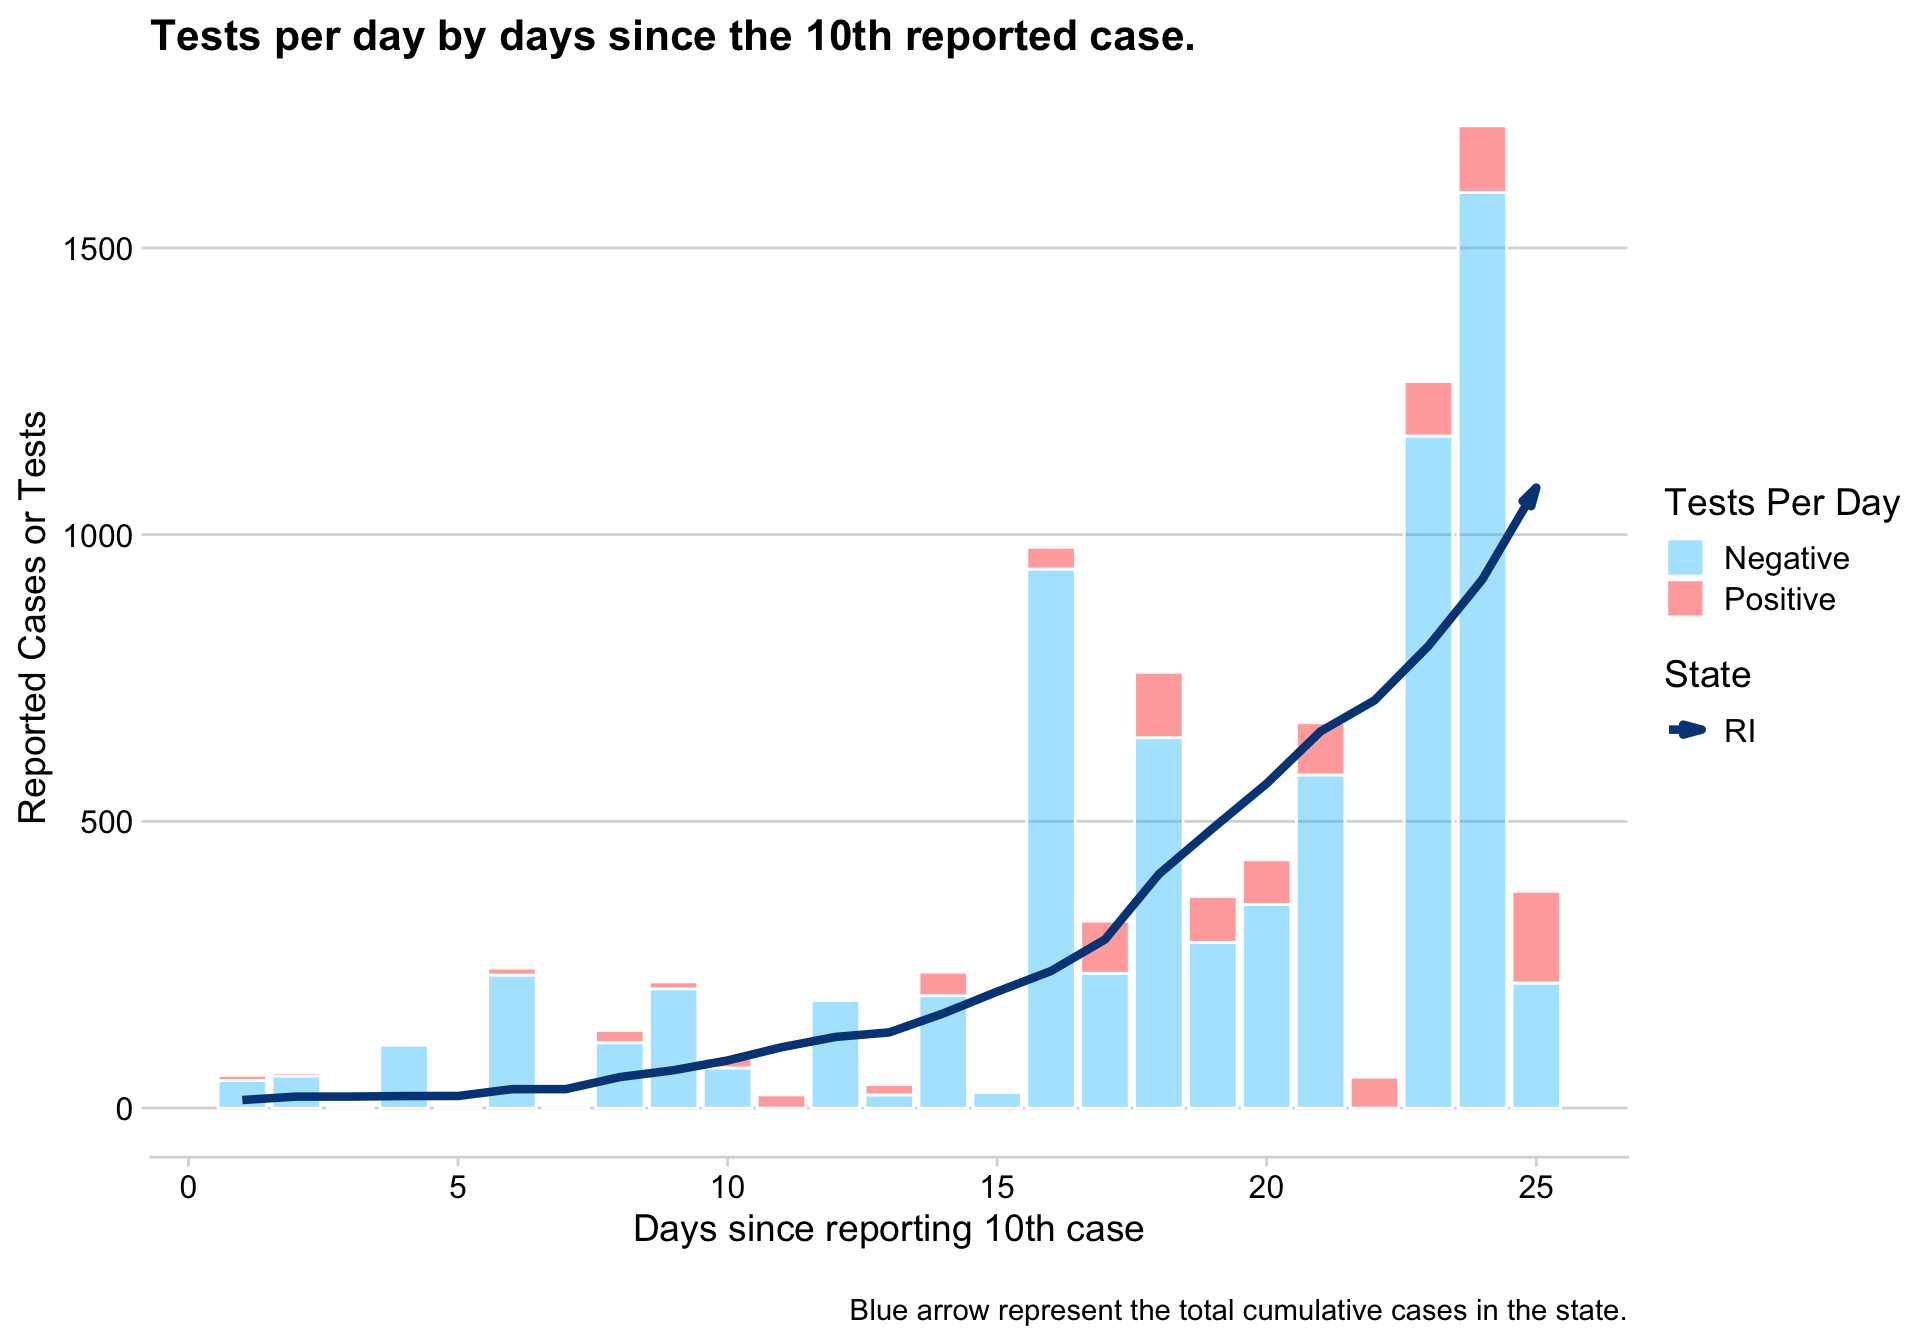 Tests per day by days since the 10th reported case.
Reported Cases or Tests
1500
1000
500
0
0 5 10 15 20 25
Days since reporting 10th case
Tests Per Day
Negative
Positive
State
RI
Blue arrow represent the total cumulative cases in the state.